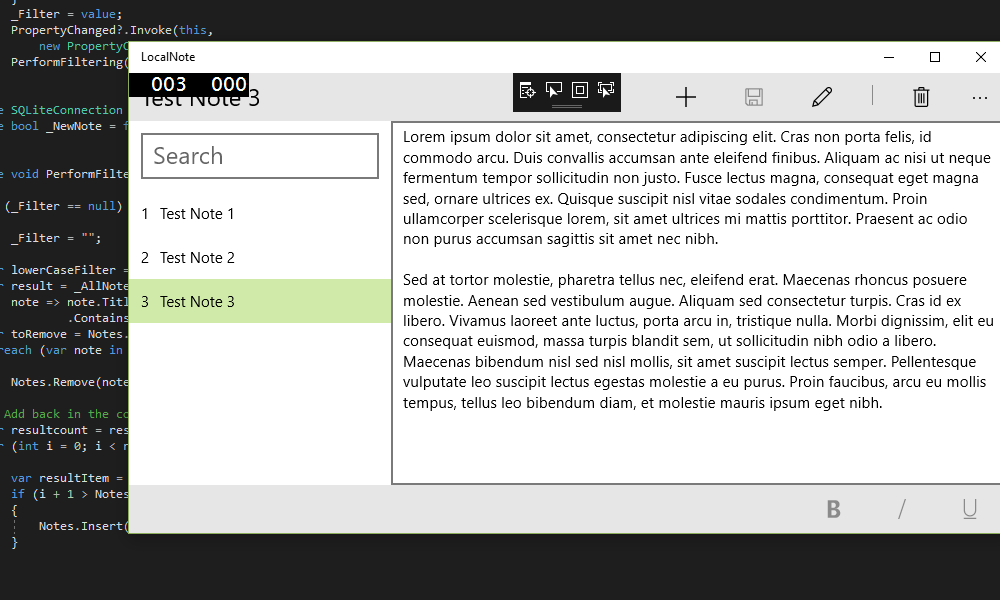 }
_Filter = value;
PropertyChanged?.Invoke(this,
new PropertyC
PerformFiltering(
e SQLiteConnection
e bool _NewNote = f
e void PerformFilte
(_Filter == null)
_Filter = "";
r lowerCaseFilter =
r result = _AllNote
note => note.Titl
.Contains
r toRemove = Notes.
reach (var note in
Notes.Remove(note
Add back in the co
r resultcount = res
r (int i = 0; i < r
var resultItem =
if (i + 1 > Notes
{
Notes.Insert(
}
LocalNote
003 000
Test Note 3
Search
1 Test Note 1
2 Test Note 2
3 Test Note 3
Lorem ipsum dolor sit amet, consectetur adipiscing elit. Cras non porta felis, id
commodo arcu. Duis convallis accumsan ante eleifend finibus. Aliquam ac nisi ut neque
fermentum tempor sollicitudin non justo. Fusce lectus magna, consequat eget magna
sed, ornare ultrices ex. Quisque suscipit nisl vitae sodales condimentum. Proin
ullamcorper scelerisque lorem, sit amet ultrices mi mattis porttitor. Praesent ac odio
non purus accumsan sagittis sit amet nec nibh.
Sed at tortor molestie, pharetra tellus nec, eleifend erat. Maecenas rhoncus posuere
molestie. Aenean sed vestibulum augue. Aliquam sed consectetur turpis. Cras id ex
libero. Vivamus laoreet ante luctus, porta arcu in, tristique nulla. Morbi dignissim, elit eu
consequat euismod, massa turpis blandit sem, ut sollicitudin nibh odio a libero.
Maecenas bibendum nisl sed nisl mollis, sit amet suscipit lectus semper. Pellentesque
vulputate leo suscipit lectus egestas molestie a eu purus. Proin faucibus, arcu eu mollis
tempus, tellus leo bibendum diam, et molestie mauris ipsum eget nibh.
B I U